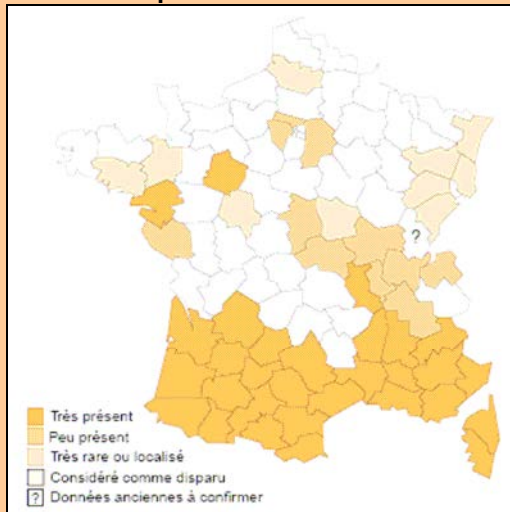 ?
Très présent
Peu présent
Très rare ou localisé
Considéré comme disparu
? Données anciennes à confirmer